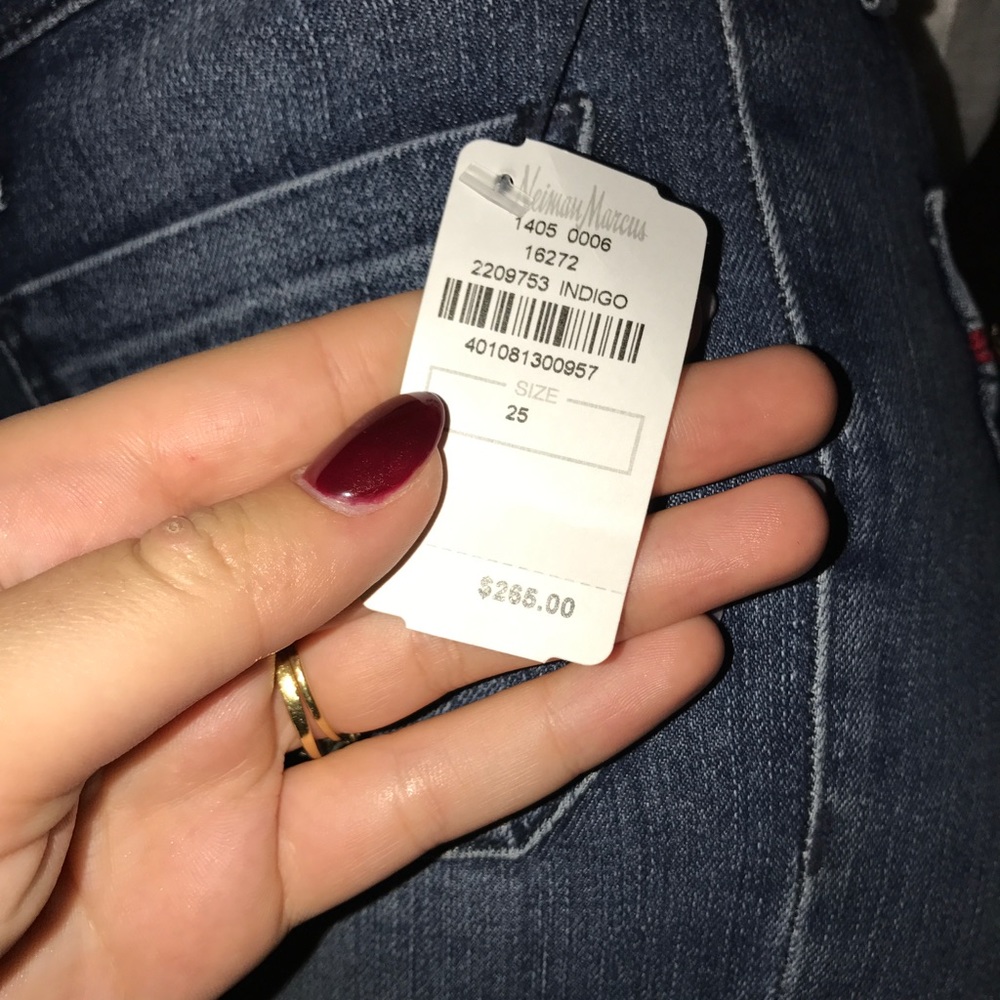 Neiman Marcus
1405 0006
16272
2209753 INDIGO
401081300957
SIZE
25
$265.00